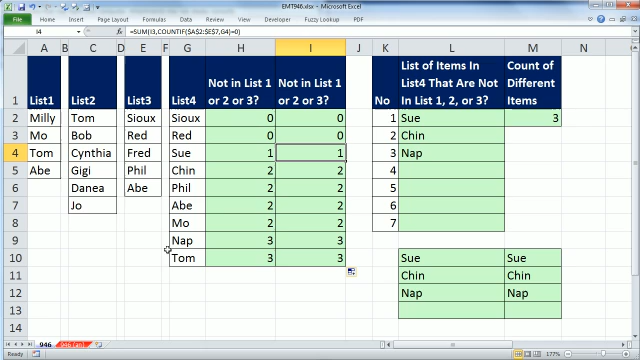 EMT946.xlsx - Microsoft Excel
File Home Insert Page Layout Formulas Data Review View Developer Add-Ins Fuzzy Lookup PowerPivot
I4 fx =SUM(I3,COUNTIF($A$2:$E$7,G4)=0)
A B C D E F G H I J K L M N
1 List1 List2 List3 List4 Not in List 1 or 2 or 3? Not in List 1 or 2 or 3? No List of Items In List4 That Are Not In List 1, 2, or 3? Count of Different Items
2 Milly Tom Sioux Sioux 0 0 1 Sue 3
3 Mo Bob Red Red 0 0 2 Chin
4 Tom Cynthia Fred Sue 1 1 3 Nap
5 Abe Gigi Phil Chin 2 2 4
6 Danea Abe Phil 2 2 5
7 Jo Abe 2 2 6
8 Mo 2 2 7
9 Nap 3 3
10 Tom 3 3 Sue Sue
11 Chin Chin
12 Nap Nap
13
14
946 946 (an)
Ready 177%